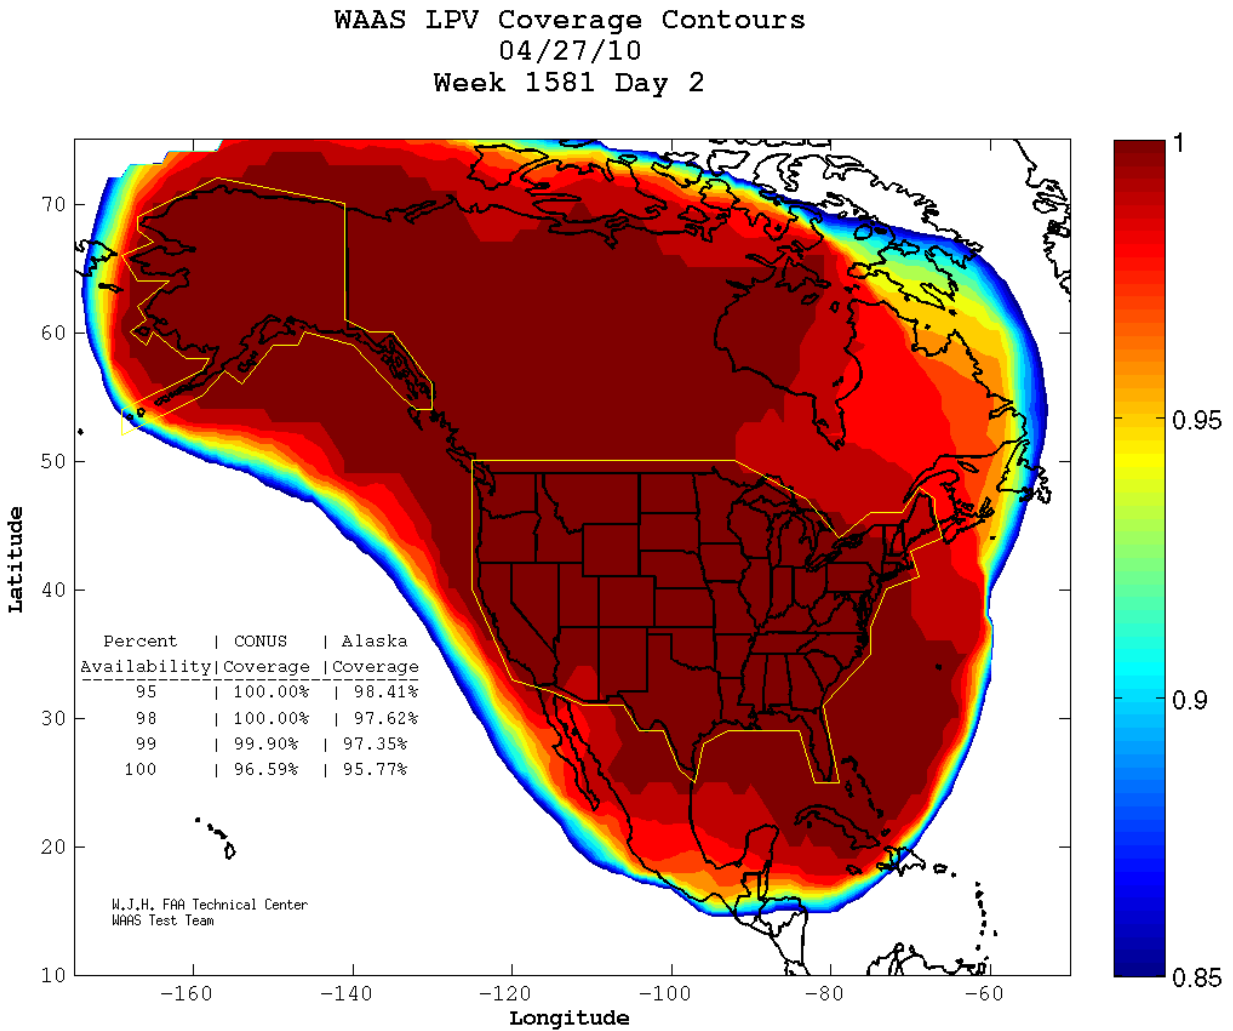 WAAS LPV Coverage Contours
04/27/10
Week 1581 Day 2
1
0.95
0.9
0.85
70
60
50
40
30
20
10
Latitude
Percent | CONUS | Alaska
Availability|Coverage |Coverage
95 | 100.00% | 98.41%
98 | 100.00% | 97.62%
99 | 99.90% | 97.35%
100 | 96.59% | 95.77%
W.J.H. FAA Technical Center
WAAS Test Team
-160 -140 -120 -100 -80 -60
Longitude